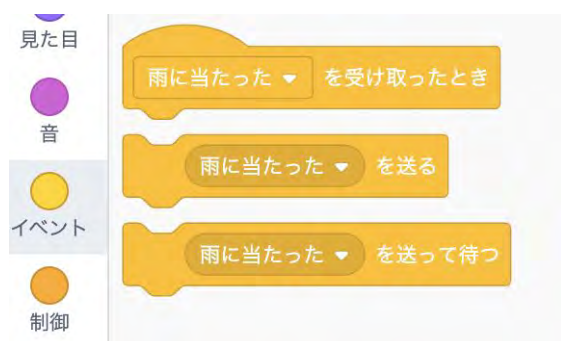 見た目
音
イベント
制御
雨に当たった を受け取ったとき
雨に当たった を送る
雨に当たった を送って待つ